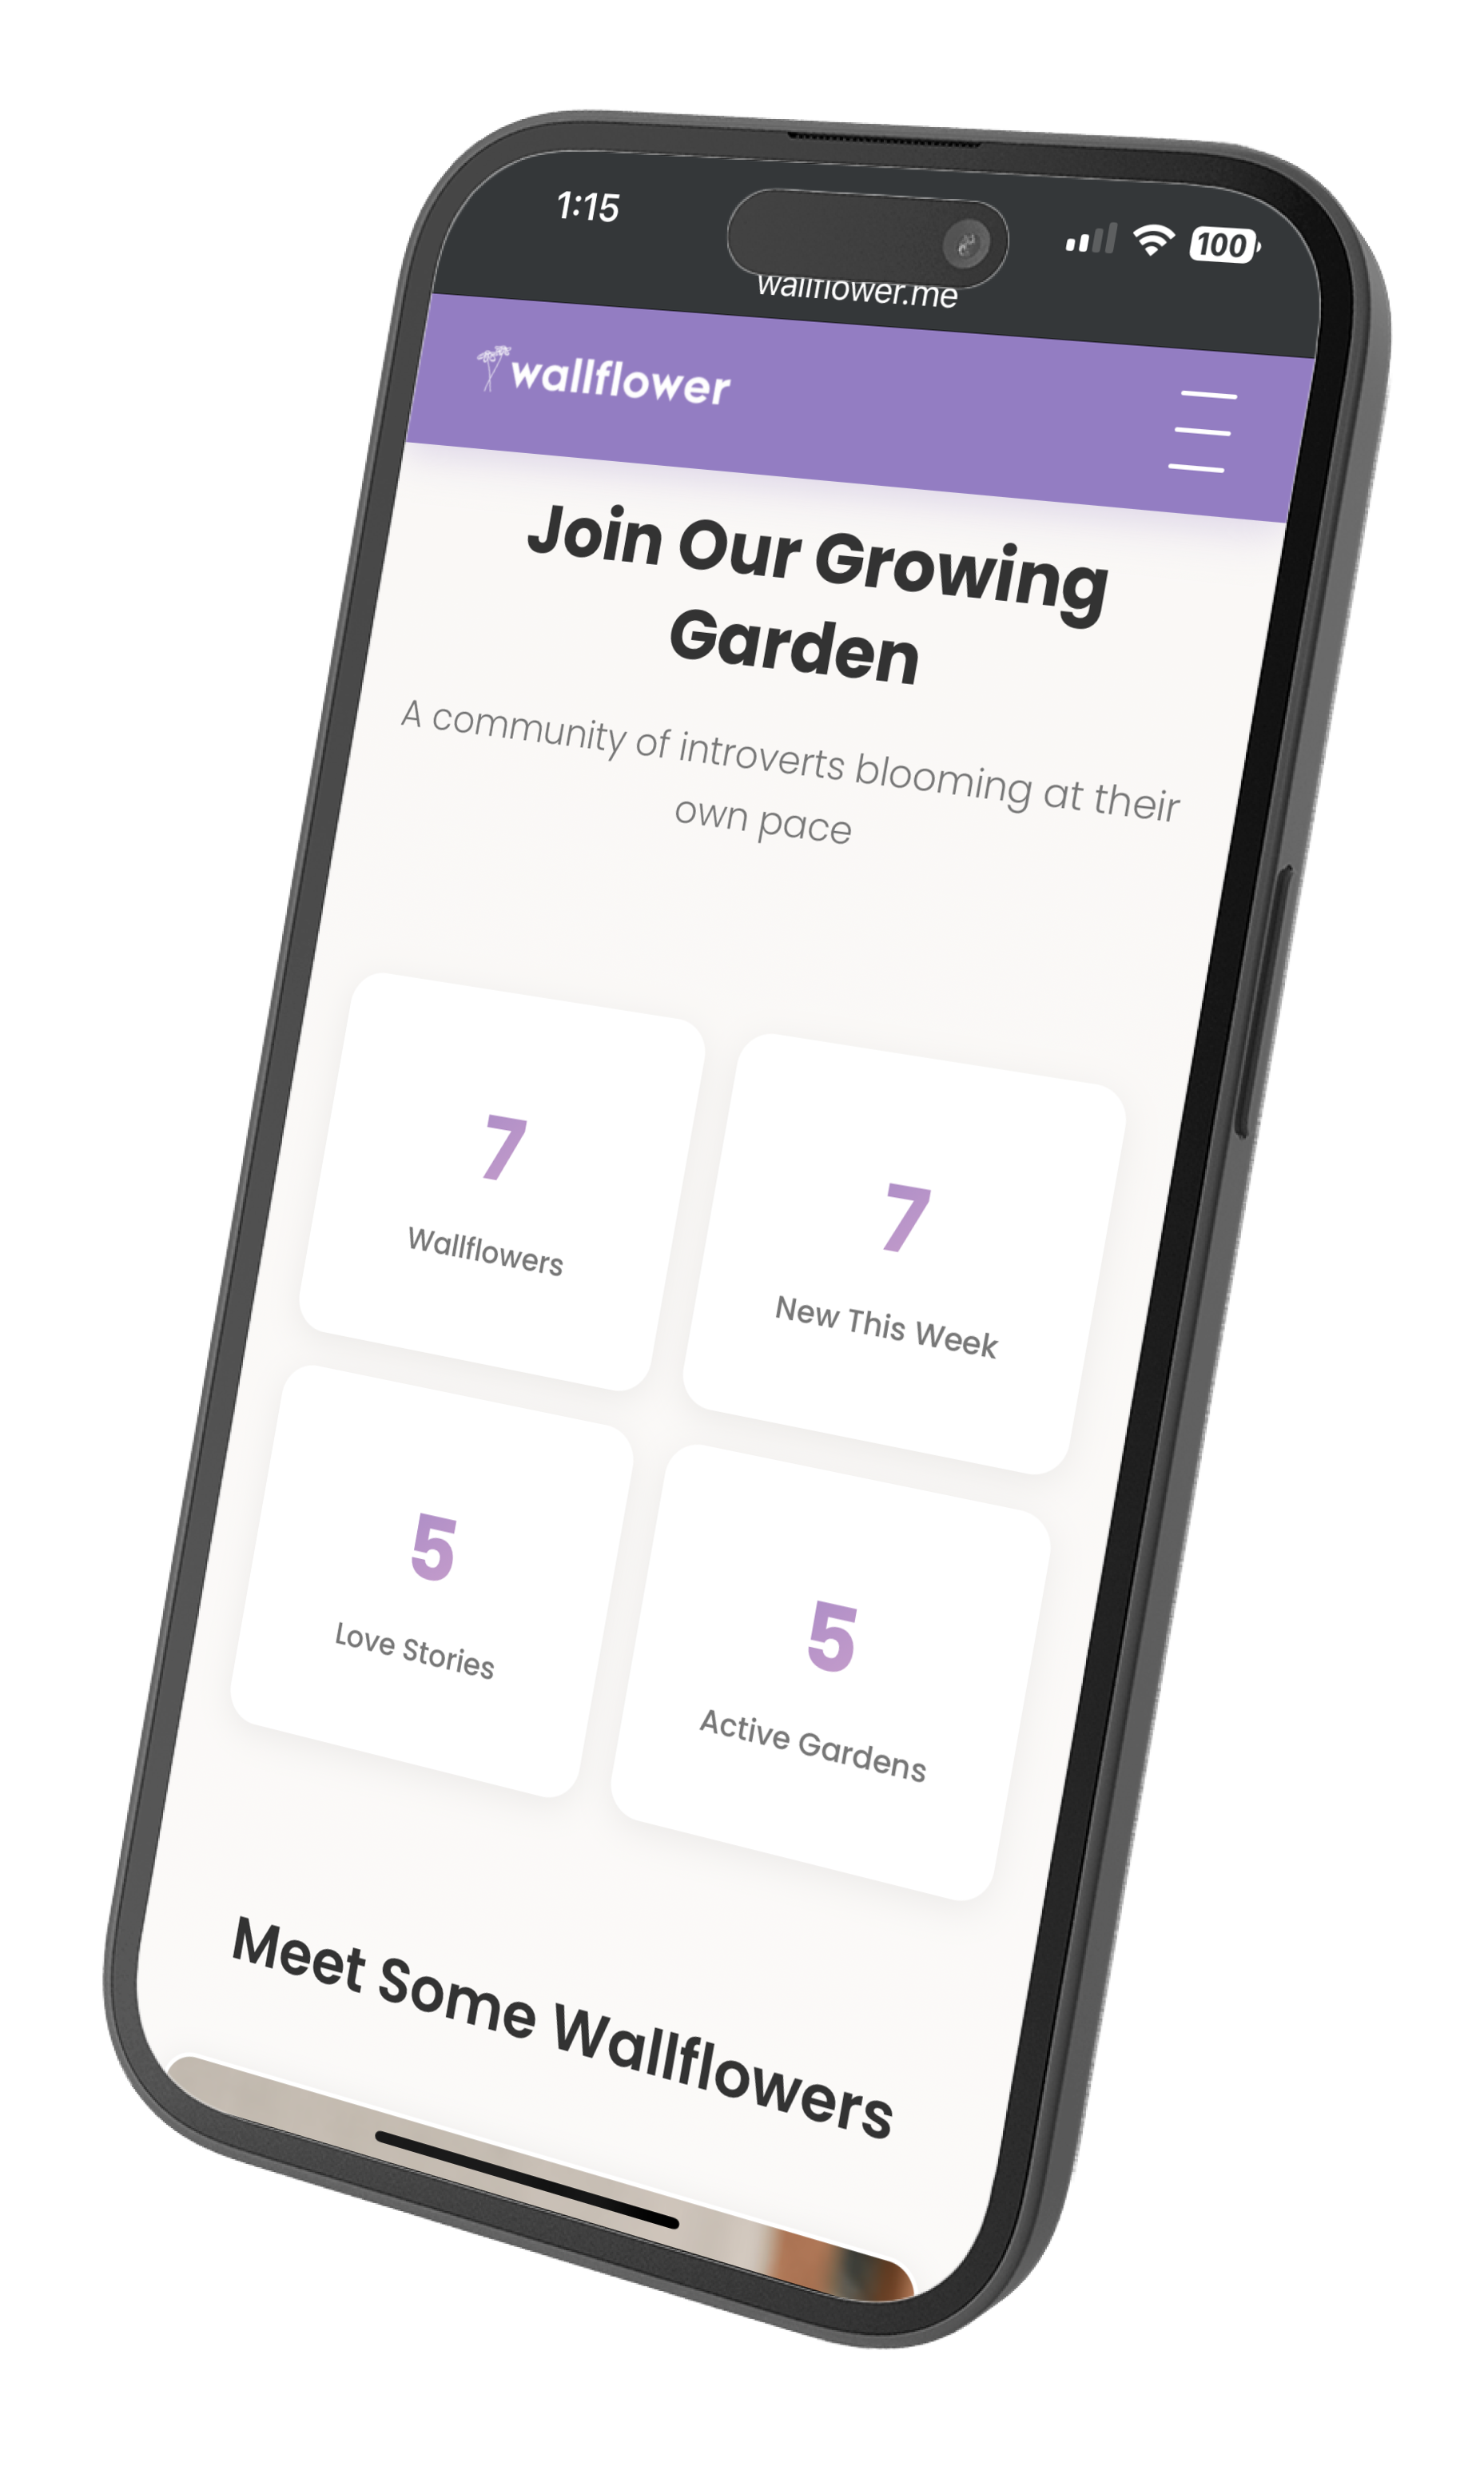 1:15
100
wallflower.me
wallflower
Join Our Growing
Garden
A community of introverts blooming at their
own pace
7
Wallflowers
7
New This Week
5
Love Stories
5
Active Gardens
Meet Some Wallflowers